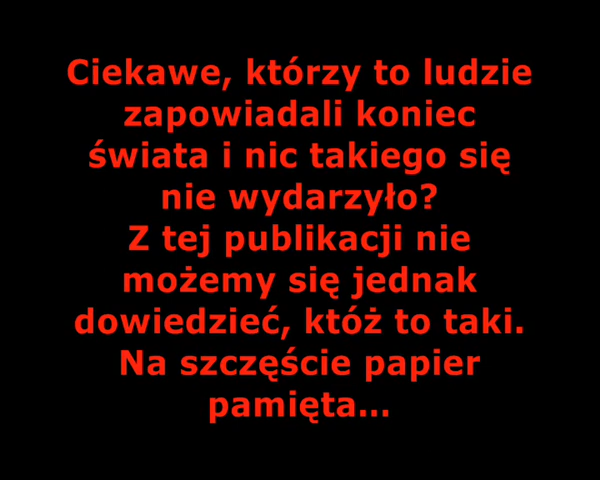 Ciekawe, którzy to ludzie
zapowiadali koniec
świata i nic takiego się
nie wydarzyło?
Z tej publikacji nie
możemy się jednak
dowiedzieć, któż to taki.
Na szczęście papier
pamięta...